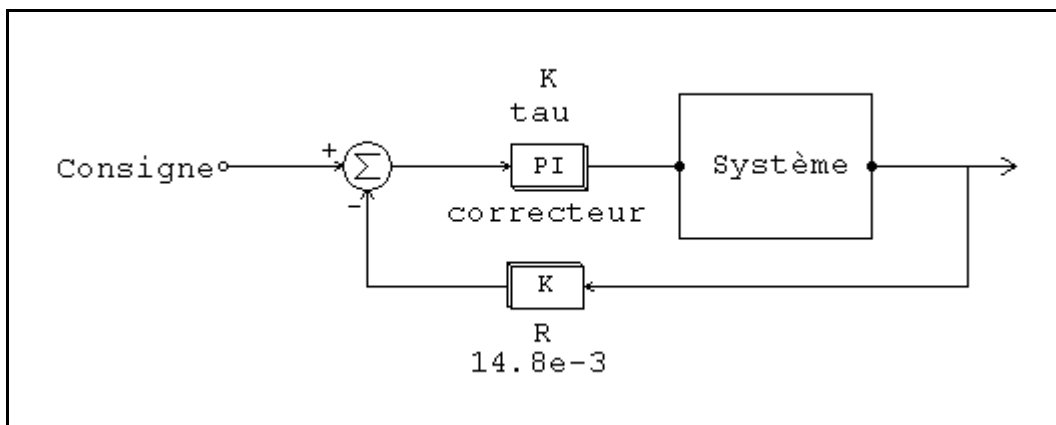 K
tau
Consigne
+
Σ
PI
Système
-
correcteur
K
R
14.8e-3